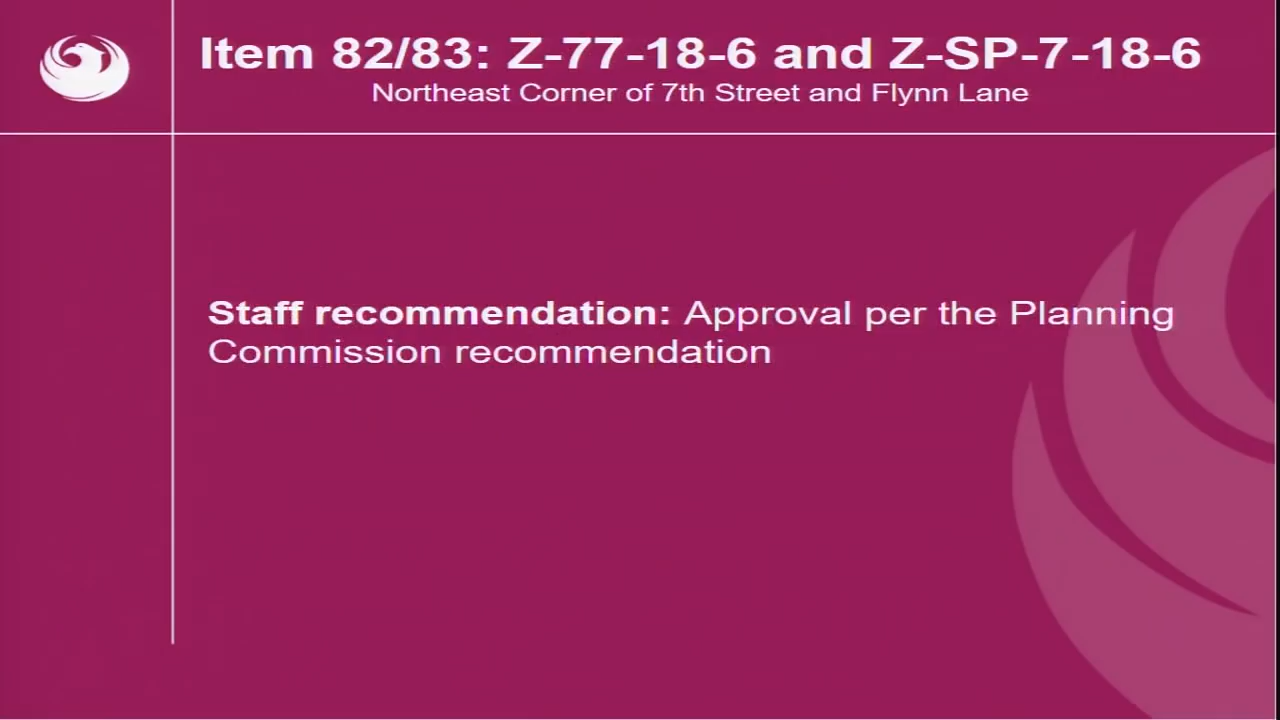 Item 82/83: Z-77-18-6 and Z-SP-7-18-6
Northeast Corner of 7th Street and Flynn Lane
Staff recommendation: Approval per the Planning
Commission recommendation